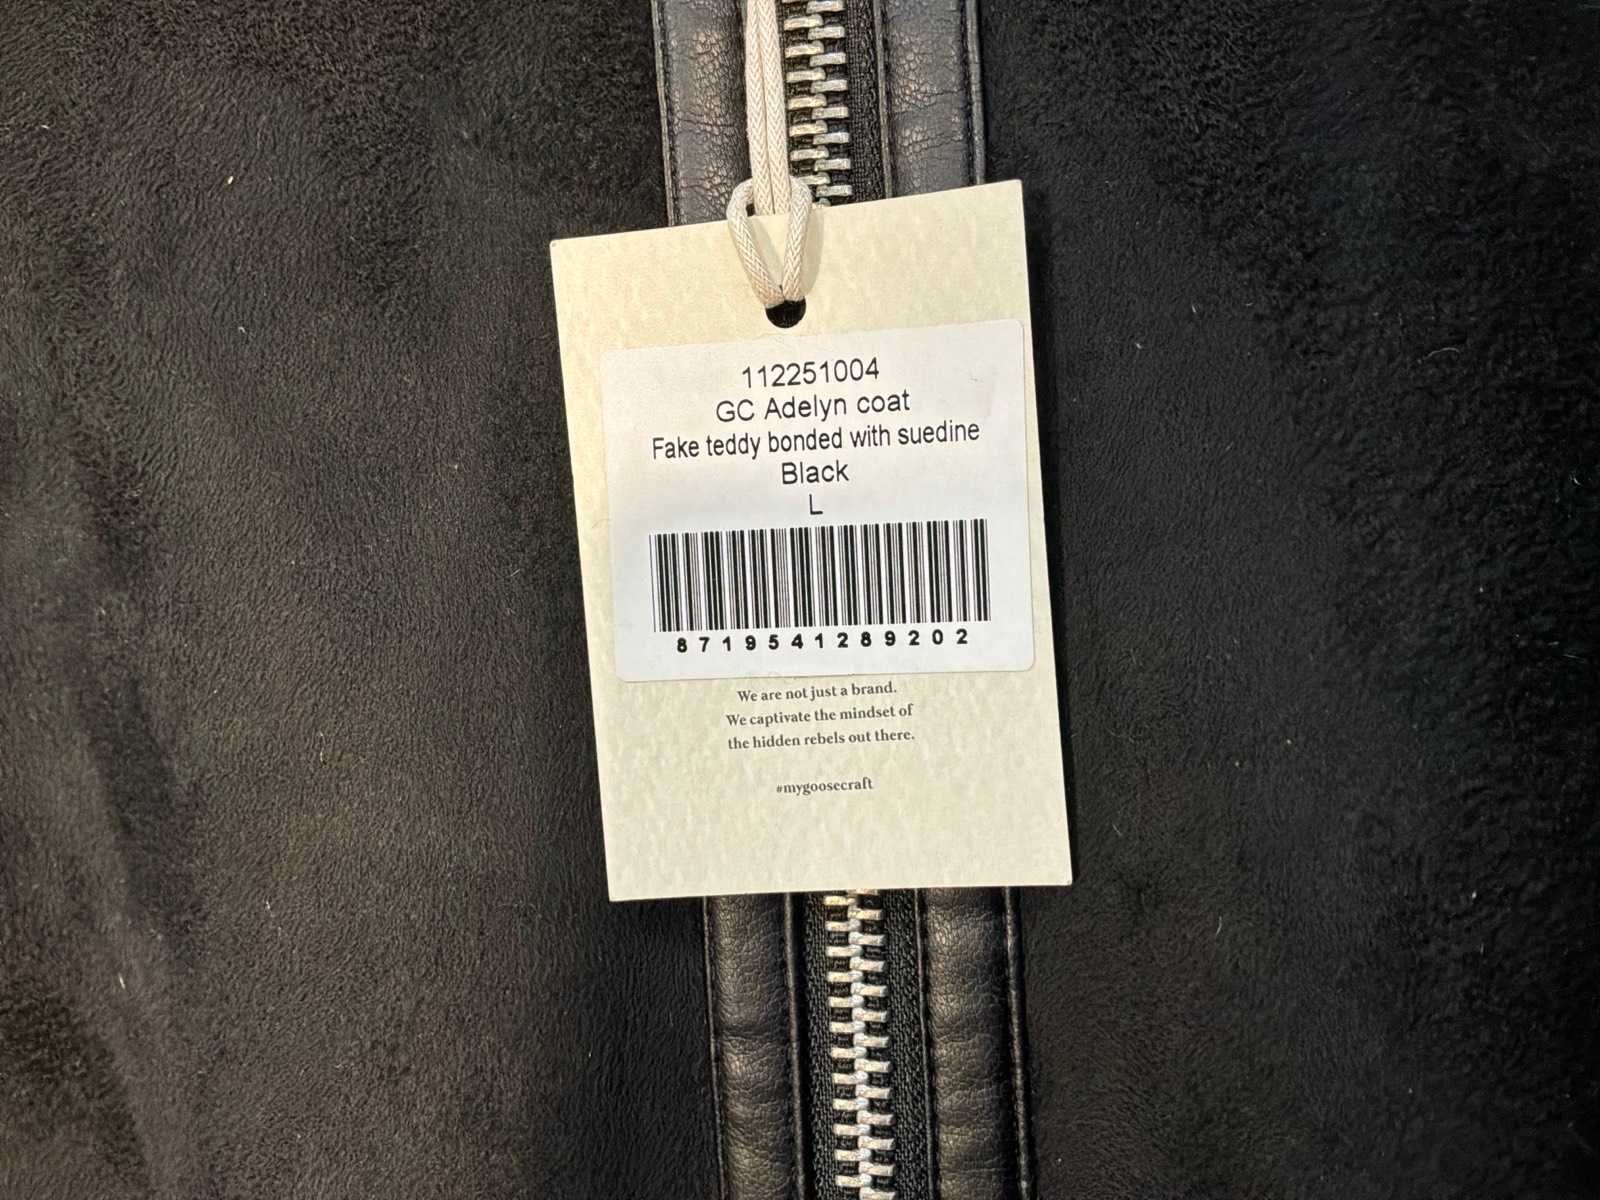 112251004
GC Adelyn coat
Fake teddy bonded with suedine
Black
L
8719541289202
We are not just a brand.
We captivate the mindset of
the hidden rebels out there.
#mygoosecraft